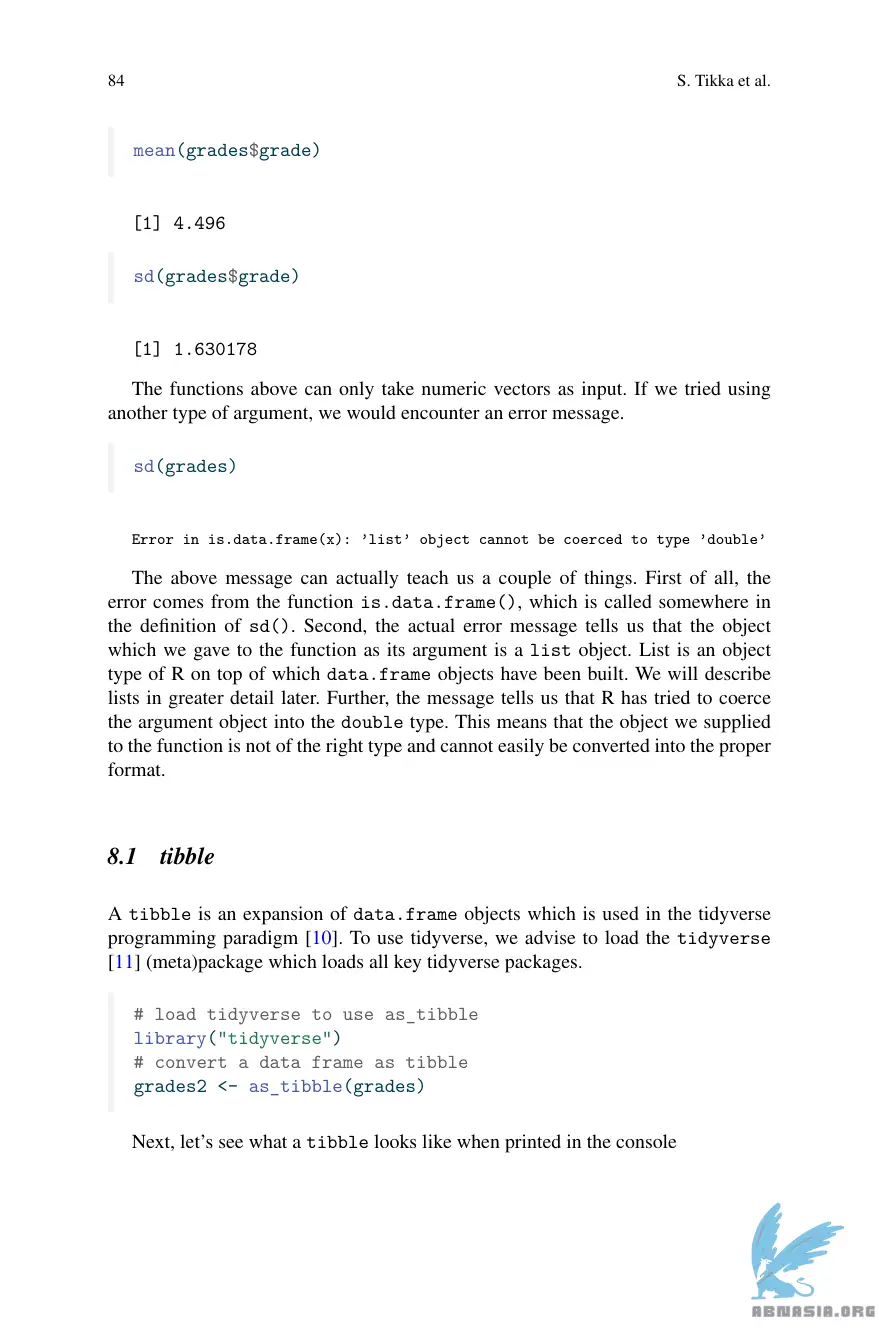 84 S. Tikka et al.
mean(grades$grade)
[1] 4.496
sd(grades$grade)
[1] 1.630178
The functions above can only take numeric vectors as input. If we tried using
another type of argument, we would encounter an error message.
sd(grades)
Error in is.data.frame(x): ’list’ object cannot be coerced to type ’double’
The above message can actually teach us a couple of things. First of all, the
error comes from the function is.data.frame(), which is called somewhere in
the definition of sd(). Second, the actual error message tells us that the object
which we gave to the function as its argument is a list object. List is an object
type of R on top of which data.frame objects have been built. We will describe
lists in greater detail later. Further, the message tells us that R has tried to coerce
the argument object into the double type. This means that the object we supplied
to the function is not of the right type and cannot easily be converted into the proper
format.
8.1 tibble
A tibble is an expansion of data.frame objects which is used in the tidyverse
programming paradigm [10]. To use tidyverse, we advise to load the tidyverse
[11] (meta)package which loads all key tidyverse packages.
# load tidyverse to use as_tibble
library("tidyverse")
# convert a data frame as tibble
grades2 <- as_tibble(grades)
Next, let’s see what a tibble looks like when printed in the console
ABNASIA.ORG